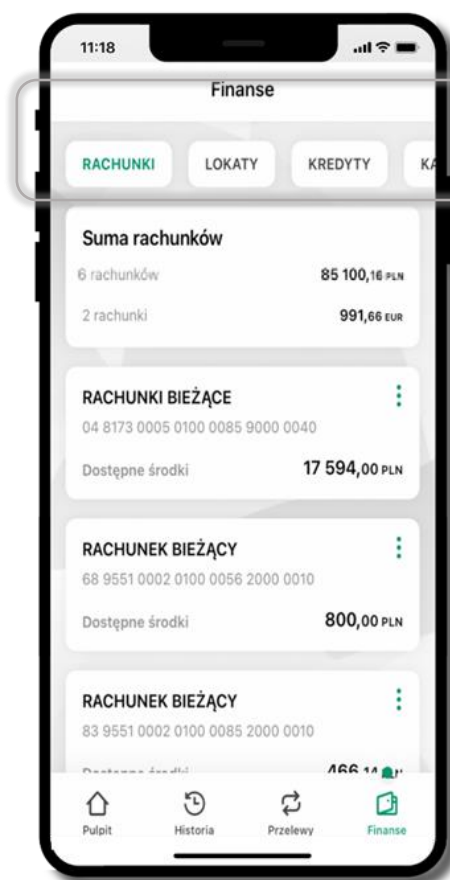 11:18
Finanse
RACHUNKI LOKATY KREDYTY KA
Suma rachunków
6 rachunków 85 100,16 PLN
2 rachunki 991,66 EUR
RACHUNKI BIEŻĄCE
04 8173 0005 0100 0085 9000 0040
Dostępne środki 17 594,00 PLN
RACHUNEK BIEŻĄCY
68 9551 0002 0100 0056 2000 0010
Dostępne środki 800,00 PLN
RACHUNEK BIEŻĄCY
83 9551 0002 0100 0085 2000 0010
466,14
Pulpit Historia Przelewy Finanse